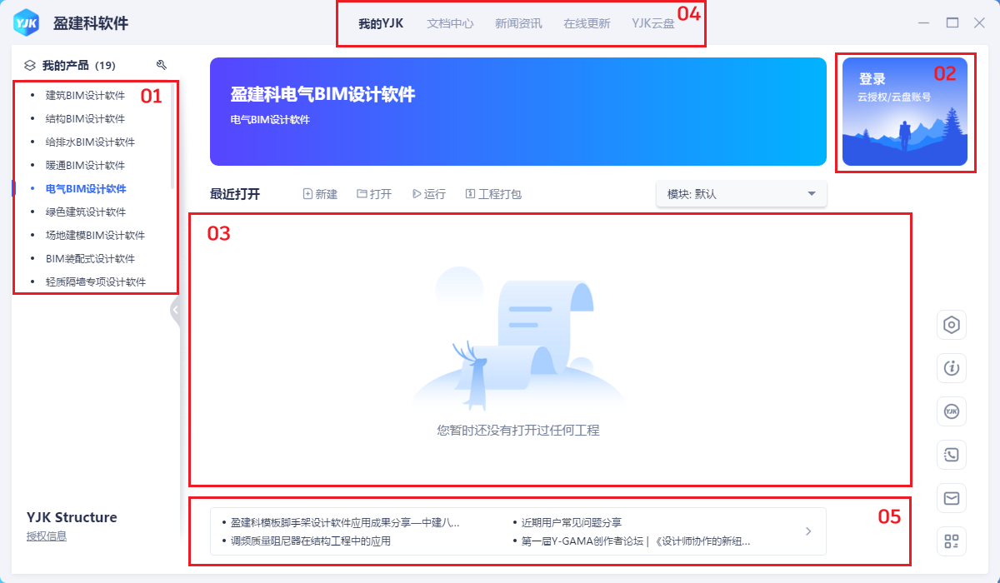 YJK 盈建科软件
我的YJK 文档中心 新闻资讯 在线更新 YJK云盘 04
我的产品 (19)
01
建筑BIM设计软件
结构BIM设计软件
给排水BIM设计软件
暖通BIM设计软件
电气BIM设计软件
绿色建筑设计软件
场地建模BIM设计软件
BIM装配式设计软件
轻质隔墙专项设计软件
YJK Structure
授权信息
盈建科电气BIM设计软件
电气BIM设计软件
02
登录
云授权/云盘账号
最近打开 新建 打开 运行 工程打包 模块: 默认
03
您暂时还没有打开过任何工程
YJK
05
盈建科模板脚手架设计软件应用成果分享—中建八... 近期用户常见问题分享
调频质量阻尼器在结构工程中的应用 第一届Y-GAMA创作者论坛 | 《设计师协作的新纽...